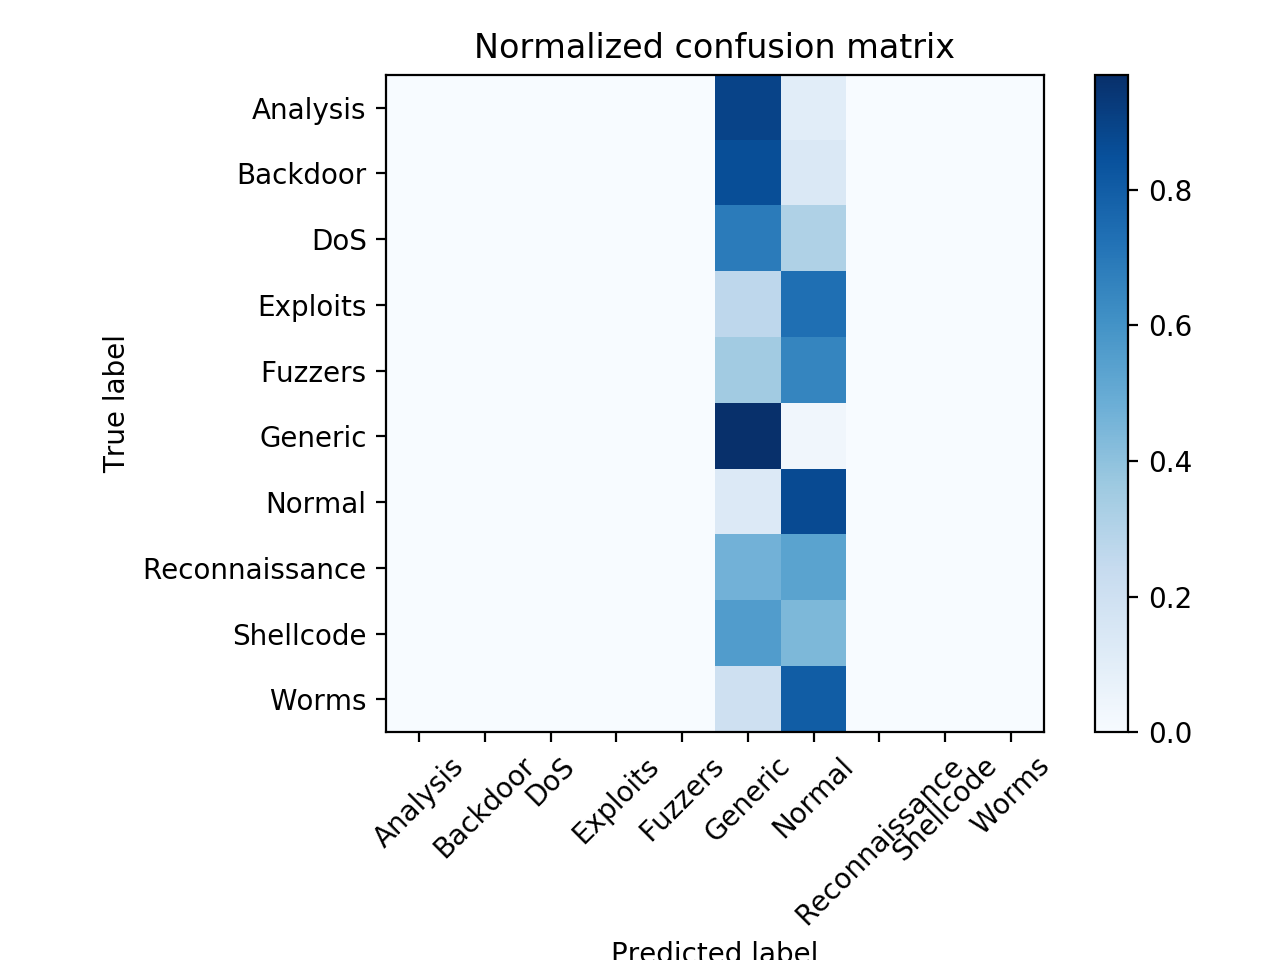 Normalized confusion matrix
True label
Analysis
Backdoor
DoS
Exploits
Fuzzers
Generic
Normal
Reconnaissance
Shellcode
Worms
Analysis
Backdoor
DoS
Exploits
Fuzzers
Generic
Normal
Reconnaissance
Shellcode
Worms
Predicted label
0.8
0.6
0.4
0.2
0.0